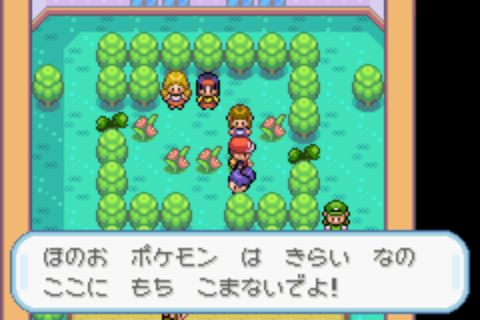 ほのお　ポケモン　は　きらい　なの
ここに　もち　こまないでよ!